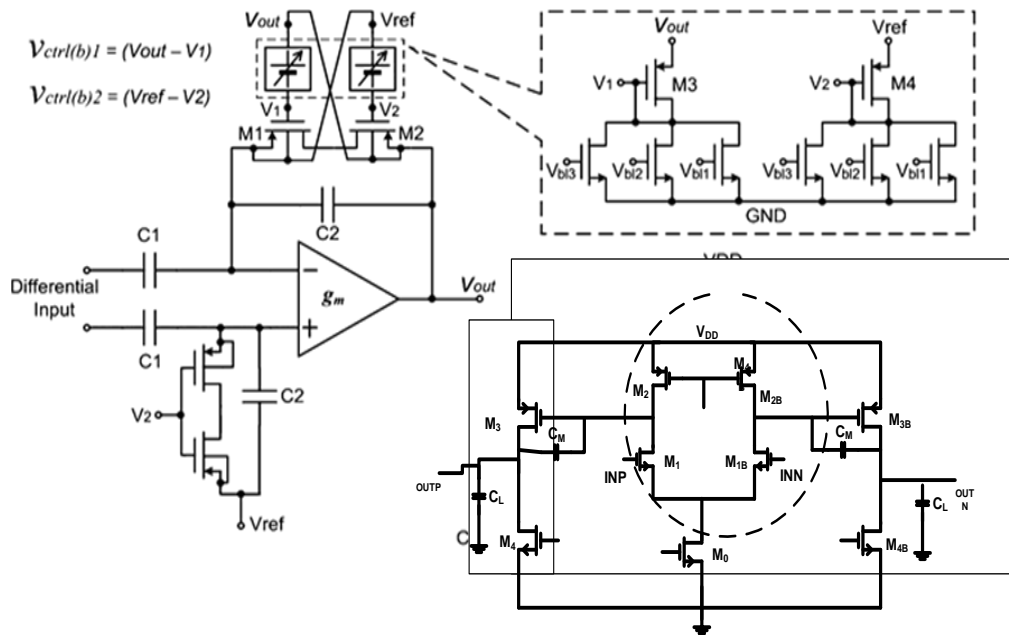 Vout
Vref
Vctrl(b)1 = (Vout – V1)
Vctrl(b)2 = (Vref – V2)
V1
V2
M1
M2
C2
C1
Differential
Input
gm
Vout
C1
C2
V2
Vref
Vout
Vref
V1
M3
V2
M4
Vbl3
Vbl2
Vbl1
Vbl3
Vbl2
Vbl1
GND
VDD
VDD
M2
M4
M2B
M3
M3B
CM
CM
M1
M1B
INP
INN
OUTP
OUT
N
CL
CL
C
M4
M0
M4B